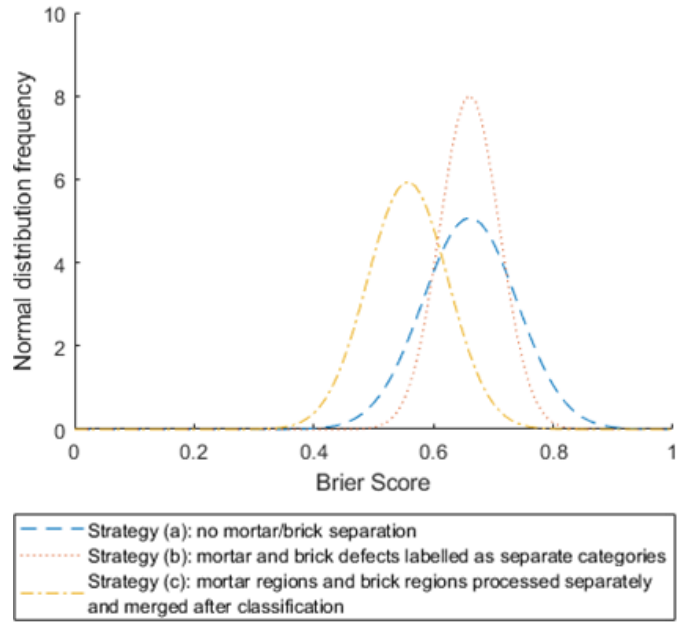 10
8
6
4
2
0
Normal distribution frequency
0 0.2 0.4 0.6 0.8 1
Brier Score
Strategy (a): no mortar/brick separation
Strategy (b): mortar and brick defects labelled as separate categories
Strategy (c): mortar regions and brick regions processed separately
and merged after classification